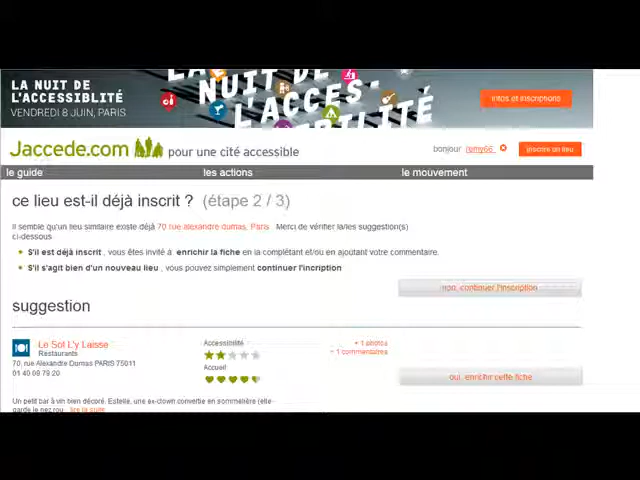 LA NUIT DE
L'ACCESSIBLITÉ
VENDREDI 8 JUIN, PARIS
LA
NUIT DE
L'ACCES-
infos et inscriptions
Jaccede.com pour une cité accessible
bonjour remy66 inscrire un lieu
le guide les actions le mouvement
ce lieu est-il déjà inscrit ? (étape 2 / 3)
Il semble qu'un lieu similaire existe déjà 70 rue alexandre dumas, Paris Merci de vérifier la/les suggestion(s)
ci-dessous
S'il est déjà inscrit , vous êtes invité à enrichir la fiche en la complétant et/ou en ajoutant votre commentaire.
S'il s'agit bien d'un nouveau lieu , vous pouvez simplement continuer l'incription
non, continuer l'inscription
suggestion
Le Sot L'y Laisse
Restaurants
70, rue Alexandre Dumas PARIS 75011
01 40 09 79 20
Accessibilité
Accueil
+ 1 photos
+ 1 commentaires
oui, enrichir cette fiche
Un petit bar à vin bien décoré. Estelle, une ex-clown convertie en sommelière (elle
garde le nez rou lire la suite